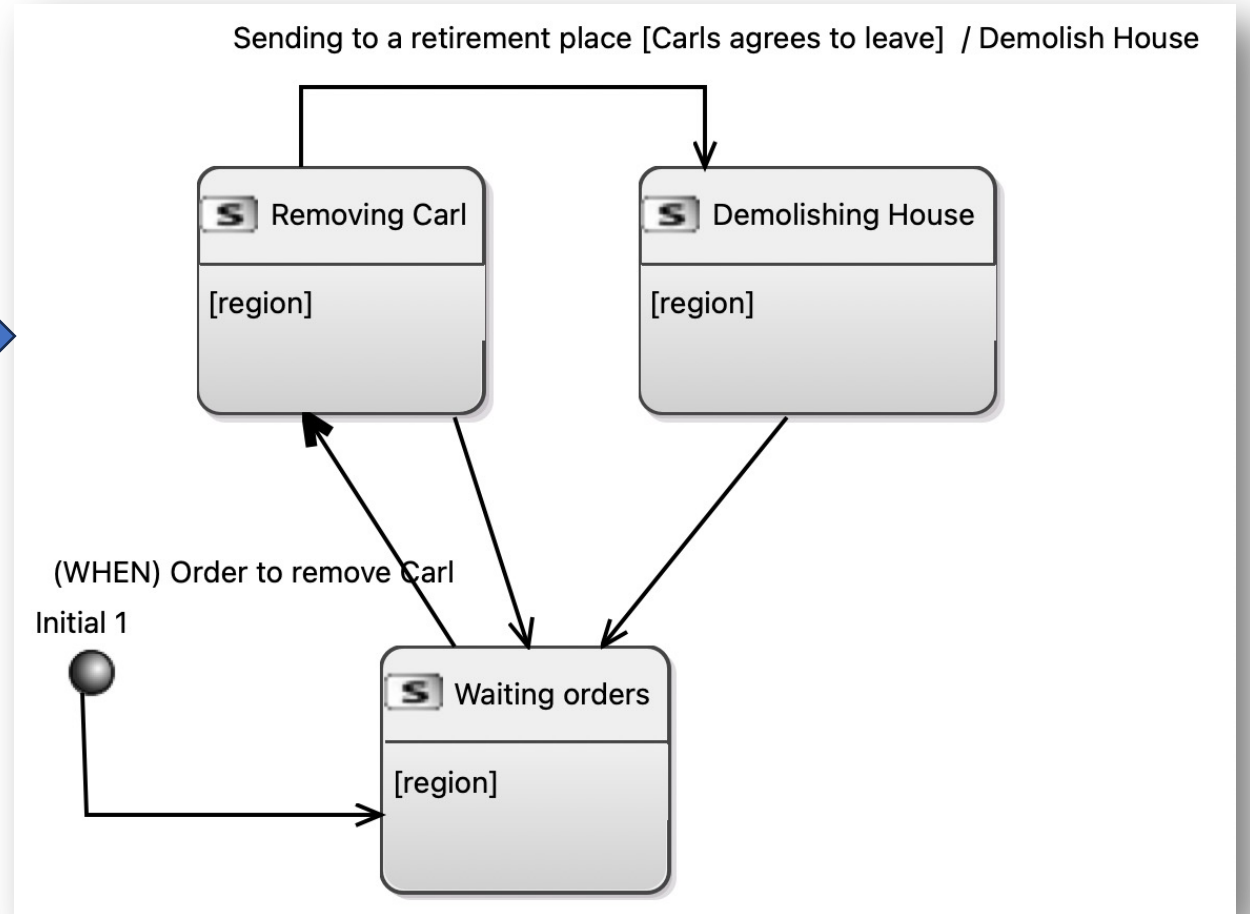 Sending to a retirement place [Carls agrees to leave] / Demolish House
S Removing Carl
[region]
S Demolishing House
[region]
(WHEN) Order to remove Carl
Initial 1
S Waiting orders
[region]